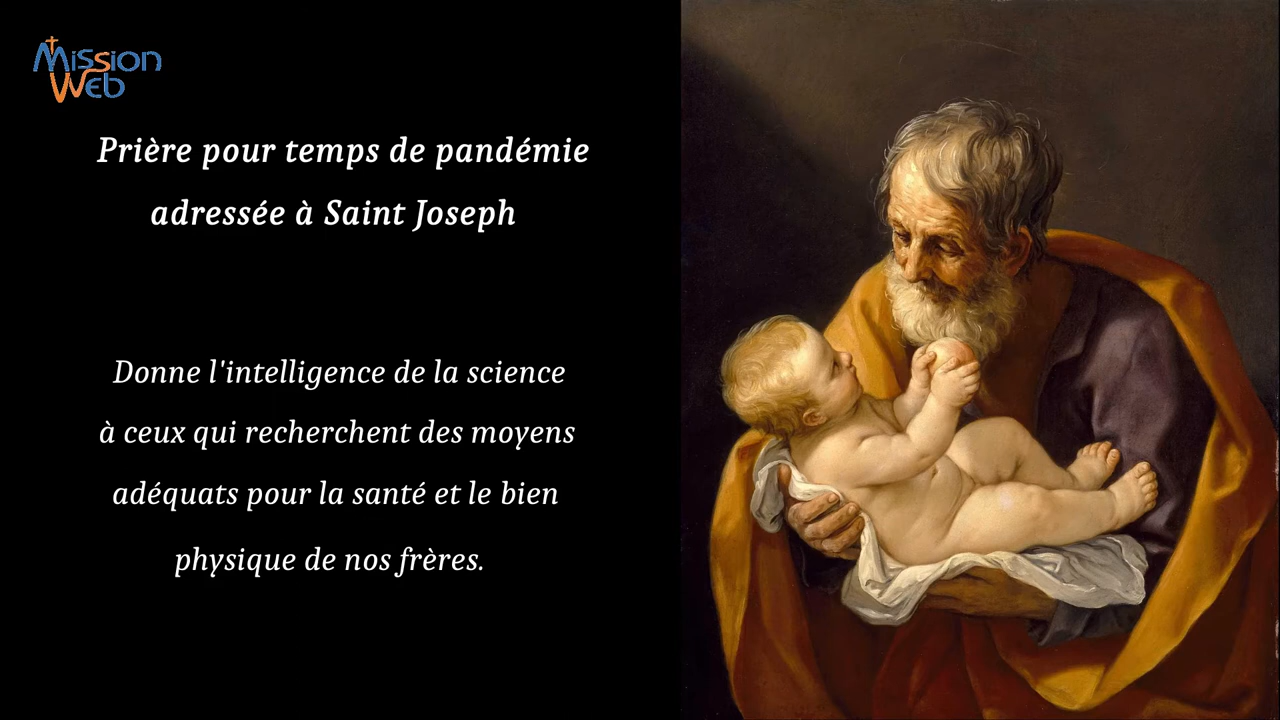 Mission
Web
Prière pour temps de pandémie
adressée à Saint Joseph
Donne l'intelligence de la science
à ceux qui recherchent des moyens
adéquats pour la santé et le bien
physique de nos frères.